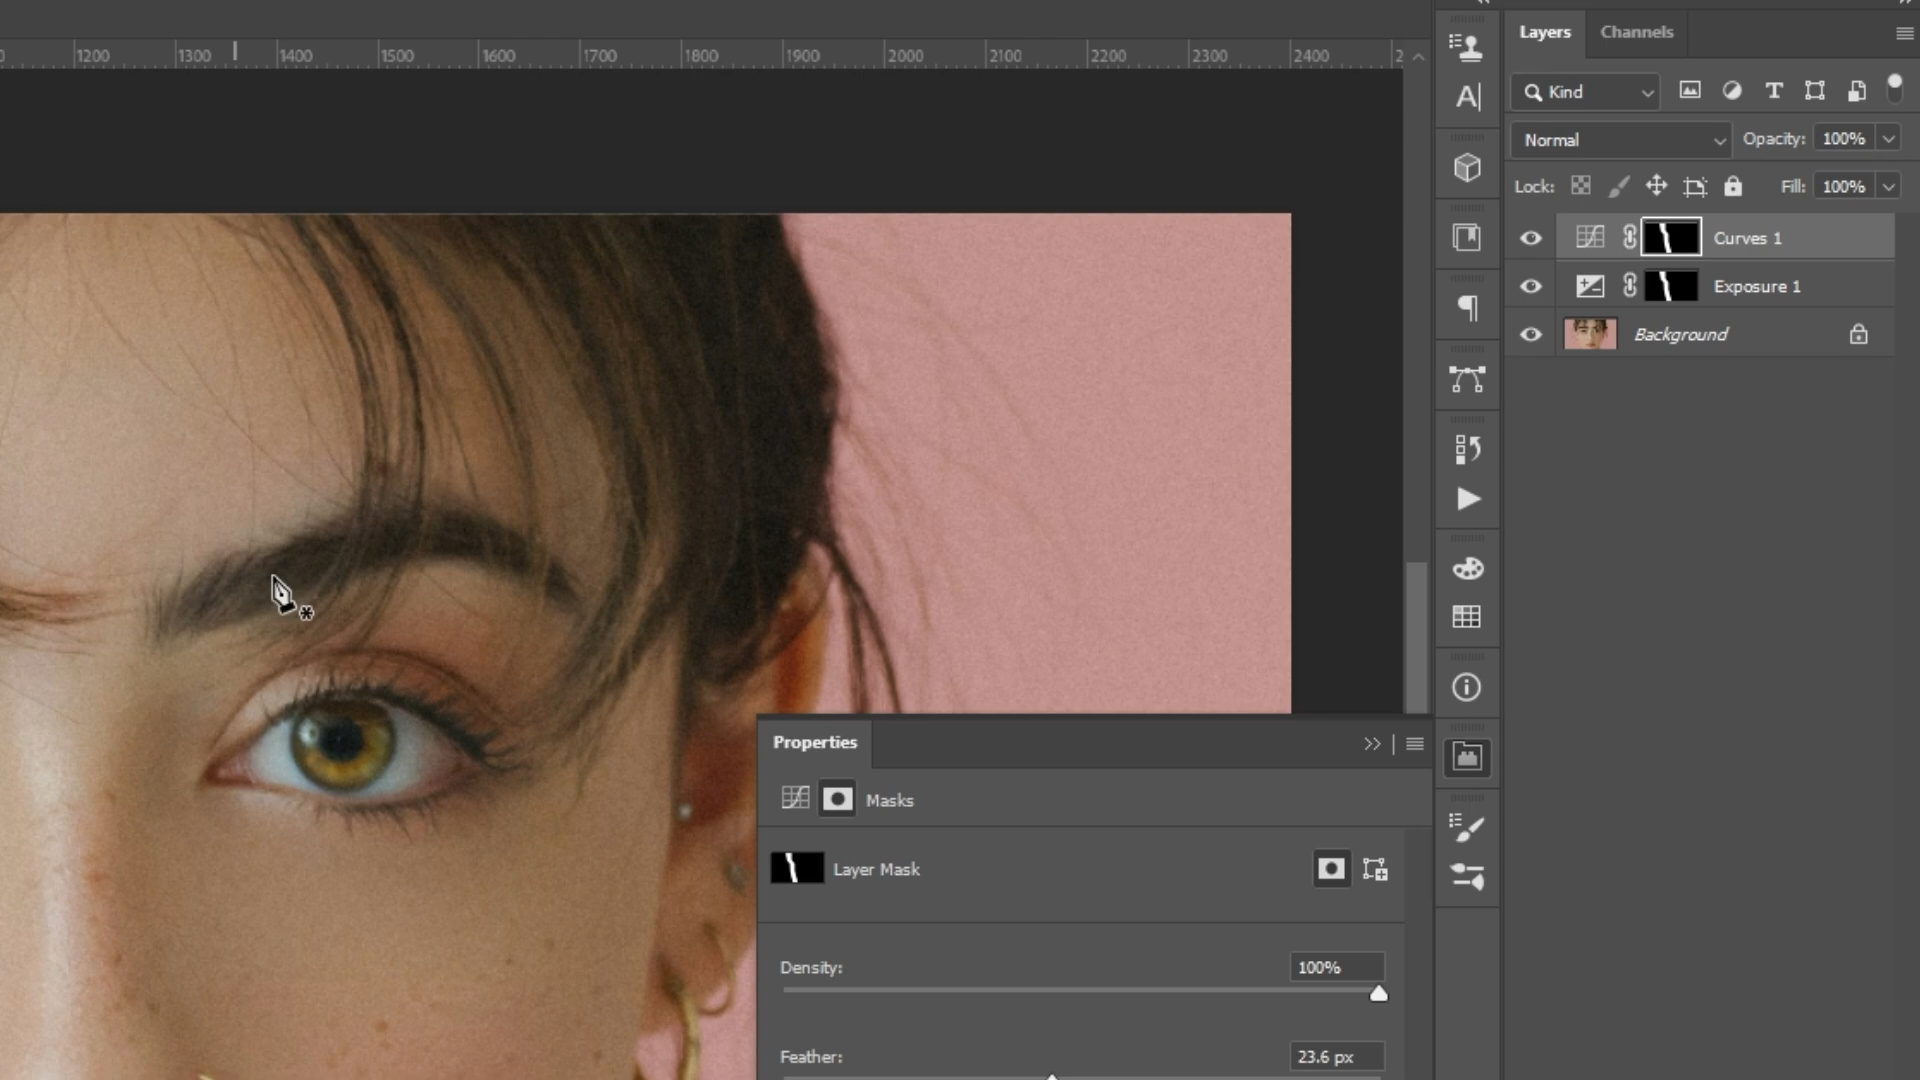 1200 1300 1400 1500 1600 1700 1800 1900 2000 2100 2200 2300 2400
Layers Channels
Kind
Normal Opacity: 100%
Lock: Fill: 100%
Curves 1
Exposure 1
Background
Properties
Masks
Layer Mask
Density: 100%
Feather: 23.6 px